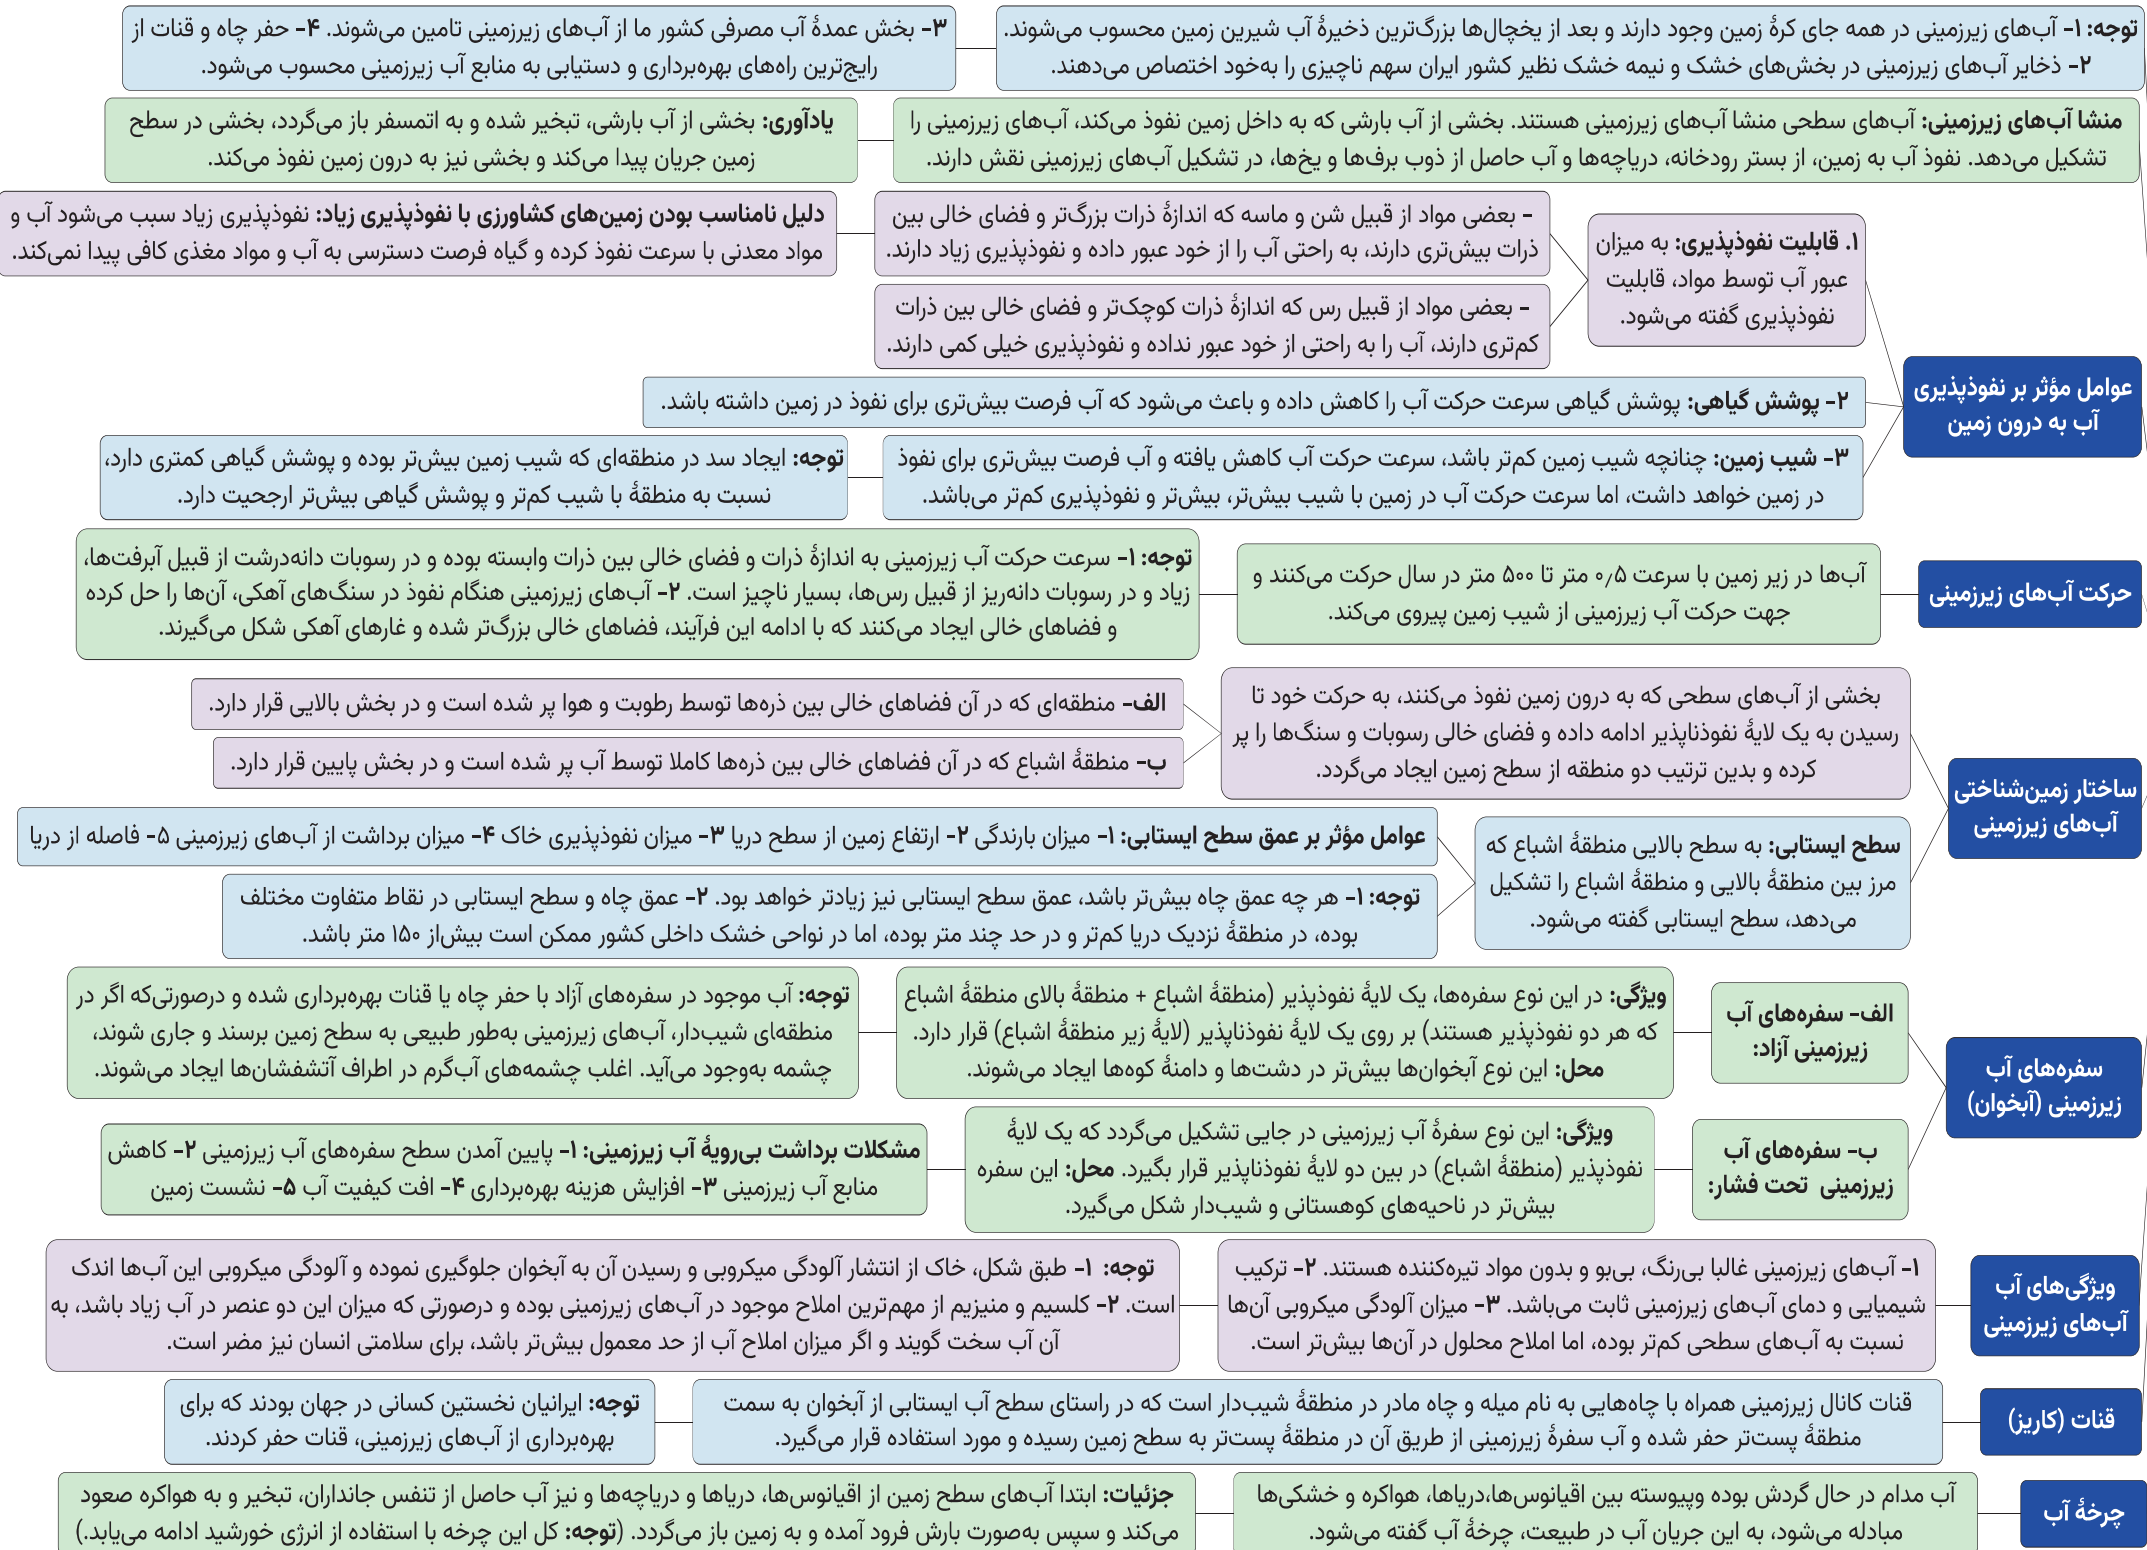 توجه: ۱- آب‌های زیرزمینی در همه جای کرۀ زمین وجود دارند و بعد از یخچال‌ها بزرگ‌ترین ذخیرۀ آب شیرین زمین محسوب می‌شوند.
۲- ذخایر آب‌های زیرزمینی در بخش‌های خشک و نیمه خشک نظیر کشور ایران سهم ناچیزی را به‌خود اختصاص می‌دهند.
۳- بخش عمدۀ آب مصرفی کشور ما از آب‌های زیرزمینی تامین می‌شوند. ۴- حفر چاه و قنات از
رایج‌ترین راه‌های بهره‌برداری و دستیابی به منابع آب زیرزمینی محسوب می‌شود.
منشا آب‌های زیرزمینی: آب‌های سطحی منشا آب‌های زیرزمینی هستند. بخشی از آب بارشی که به داخل زمین نفوذ می‌کند، آب‌های زیرزمینی را
تشکیل می‌دهد. نفوذ آب به زمین، از بستر رودخانه، دریاچه‌ها و آب حاصل از ذوب برف‌ها و یخ‌ها، در تشکیل آب‌های زیرزمینی نقش دارند.
یادآوری: بخشی از آب بارشی، تبخیر شده و به اتمسفر باز می‌گردد، بخشی در سطح
زمین جریان پیدا می‌کند و بخشی نیز به درون زمین نفوذ می‌کند.
عوامل مؤثر بر نفوذپذیری
آب به درون زمین
۱. قابلیت نفوذپذیری: به میزان
عبور آب توسط مواد، قابلیت
نفوذپذیری گفته می‌شود.
- بعضی مواد از قبیل شن و ماسه که اندازۀ ذرات بزرگ‌تر و فضای خالی بین
ذرات بیش‌تری دارند، به راحتی آب را از خود عبور داده و نفوذپذیری زیاد دارند.
دلیل نامناسب بودن زمین‌های کشاورزی با نفوذپذیری زیاد: نفوذپذیری زیاد سبب می‌شود آب و
مواد معدنی با سرعت نفوذ کرده و گیاه فرصت دسترسی به آب و مواد مغذی کافی پیدا نمی‌کند.
- بعضی مواد از قبیل رس که اندازۀ ذرات کوچک‌تر و فضای خالی بین ذرات
کم‌تری دارند، آب را به راحتی از خود عبور نداده و نفوذپذیری خیلی کمی دارند.
۲- پوشش گیاهی: پوشش گیاهی سرعت حرکت آب را کاهش داده و باعث می‌شود که آب فرصت بیش‌تری برای نفوذ در زمین داشته باشد.
۳- شیب زمین: چنانچه شیب زمین کم‌تر باشد، سرعت حرکت آب کاهش یافته و آب فرصت بیش‌تری برای نفوذ
در زمین خواهد داشت، اما سرعت حرکت آب در زمین با شیب بیش‌تر، بیش‌تر و نفوذپذیری کم‌تر می‌باشد.
توجه: ایجاد سد در منطقه‌ای که شیب زمین بیش‌تر بوده و پوشش گیاهی کمتری دارد،
نسبت به منطقۀ با شیب کم‌تر و پوشش گیاهی بیش‌تر ارجحیت دارد.
حرکت آب‌های زیرزمینی
آب‌ها در زیر زمین با سرعت ۰٫۵ متر تا ۵۰۰ متر در سال حرکت می‌کنند و
جهت حرکت آب زیرزمینی از شیب زمین پیروی می‌کند.
توجه: ۱- سرعت حرکت آب زیرزمینی به اندازۀ ذرات و فضای خالی بین ذرات وابسته بوده و در رسوبات دانه‌درشت از قبیل آبرفت‌ها،
زیاد و در رسوبات دانه‌ریز از قبیل رس‌ها، بسیار ناچیز است. ۲- آب‌های زیرزمینی هنگام نفوذ در سنگ‌های آهکی، آن‌ها را حل کرده
و فضاهای خالی ایجاد می‌کنند که با ادامه این فرآیند، فضاهای خالی بزرگ‌تر شده و غارهای آهکی شکل می‌گیرند.
ساختار زمین‌شناختی
آب‌های زیرزمینی
بخشی از آب‌های سطحی که به درون زمین نفوذ می‌کنند، به حرکت خود تا
رسیدن به یک لایۀ نفوذناپذیر ادامه داده و فضای خالی رسوبات و سنگ‌ها را پر
کرده و بدین ترتیب دو منطقه از سطح زمین ایجاد می‌گردد.
الف- منطقه‌ای که در آن فضاهای خالی بین ذره‌ها توسط رطوبت و هوا پر شده است و در بخش بالایی قرار دارد.
ب- منطقۀ اشباع که در آن فضاهای خالی بین ذره‌ها کاملا توسط آب پر شده است و در بخش پایین قرار دارد.
سطح ایستابی: به سطح بالایی منطقۀ اشباع که
مرز بین منطقۀ بالایی و منطقۀ اشباع را تشکیل
می‌دهد، سطح ایستابی گفته می‌شود.
عوامل مؤثر بر عمق سطح ایستابی: ۱- میزان بارندگی ۲- ارتفاع زمین از سطح دریا ۳- میزان نفوذپذیری خاک ۴- میزان برداشت از آب‌های زیرزمینی ۵- فاصله از دریا
توجه: ۱- هر چه عمق چاه بیش‌تر باشد، عمق سطح ایستابی نیز زیادتر خواهد بود. ۲- عمق چاه و سطح ایستابی در نقاط متفاوت مختلف
بوده، در منطقۀ نزدیک دریا کم‌تر و در حد چند متر بوده، اما در نواحی خشک داخلی کشور ممکن است بیش‌از ۱۵۰ متر باشد.
سفره‌های آب
زیرزمینی (آبخوان)
الف- سفره‌های آب
زیرزمینی آزاد:
ویژگی: در این نوع سفره‌ها، یک لایۀ نفوذپذیر (منطقۀ اشباع + منطقۀ بالای منطقۀ اشباع
که هر دو نفوذپذیر هستند) بر روی یک لایۀ نفوذناپذیر (لایۀ زیر منطقۀ اشباع) قرار دارد.
محل: این نوع آبخوان‌ها بیش‌تر در دشت‌ها و دامنۀ کوه‌ها ایجاد می‌شوند.
توجه: آب موجود در سفره‌های آزاد با حفر چاه یا قنات بهره‌برداری شده و درصورتی‌که اگر در
منطقه‌ای شیب‌دار، آب‌های زیرزمینی به‌طور طبیعی به سطح زمین برسند و جاری شوند،
چشمه به‌وجود می‌آید. اغلب چشمه‌های آب‌گرم در اطراف آتشفشان‌ها ایجاد می‌شوند.
ب- سفره‌های آب
زیرزمینی تحت فشار:
ویژگی: این نوع سفرۀ آب زیرزمینی در جایی تشکیل می‌گردد که یک لایۀ
نفوذپذیر (منطقۀ اشباع) در بین دو لایۀ نفوذناپذیر قرار بگیرد. محل: این سفره
بیش‌تر در ناحیه‌های کوهستانی و شیب‌دار شکل می‌گیرد.
مشکلات برداشت بی‌رویۀ آب زیرزمینی: ۱- پایین آمدن سطح سفره‌های آب زیرزمینی ۲- کاهش
منابع آب زیرزمینی ۳- افزایش هزینه بهره‌برداری ۴- افت کیفیت آب ۵- نشست زمین
ویژگی‌های آب
آب‌های زیرزمینی
۱- آب‌های زیرزمینی غالبا بی‌رنگ، بی‌بو و بدون مواد تیره‌کننده هستند. ۲- ترکیب
شیمیایی و دمای آب‌های زیرزمینی ثابت می‌باشد. ۳- میزان آلودگی میکروبی آن‌ها
نسبت به آب‌های سطحی کم‌تر بوده، اما املاح محلول در آن‌ها بیش‌تر است.
توجه: ۱- طبق شکل، خاک از انتشار آلودگی میکروبی و رسیدن آن به آبخوان جلوگیری نموده و آلودگی میکروبی این آب‌ها اندک
است. ۲- کلسیم و منیزیم از مهم‌ترین املاح موجود در آب‌های زیرزمینی بوده و درصورتی که میزان این دو عنصر در آب زیاد باشد، به
آن آب سخت گویند و اگر میزان املاح آب از حد معمول بیش‌تر باشد، برای سلامتی انسان نیز مضر است.
قنات (کاریز)
قنات کانال زیرزمینی همراه با چاه‌هایی به نام میله و چاه مادر در منطقۀ شیب‌دار است که در راستای سطح آب ایستابی از آبخوان به سمت
منطقۀ پست‌تر حفر شده و آب سفرۀ زیرزمینی از طریق آن در منطقۀ پست‌تر به سطح زمین رسیده و مورد استفاده قرار می‌گیرد.
توجه: ایرانیان نخستین کسانی در جهان بودند که برای
بهره‌برداری از آب‌های زیرزمینی، قنات حفر کردند.
چرخۀ آب
آب مدام در حال گردش بوده وپیوسته بین اقیانوس‌ها،دریاها، هواکره و خشکی‌ها
مبادله می‌شود، به این جریان آب در طبیعت، چرخۀ آب گفته می‌شود.
جزئیات: ابتدا آب‌های سطح زمین از اقیانوس‌ها، دریاها و دریاچه‌ها و نیز آب حاصل از تنفس جانداران، تبخیر و به هواکره صعود
می‌کند و سپس به‌صورت بارش فرود آمده و به زمین باز می‌گردد. (توجه: کل این چرخه با استفاده از انرژی خورشید ادامه می‌یابد.)